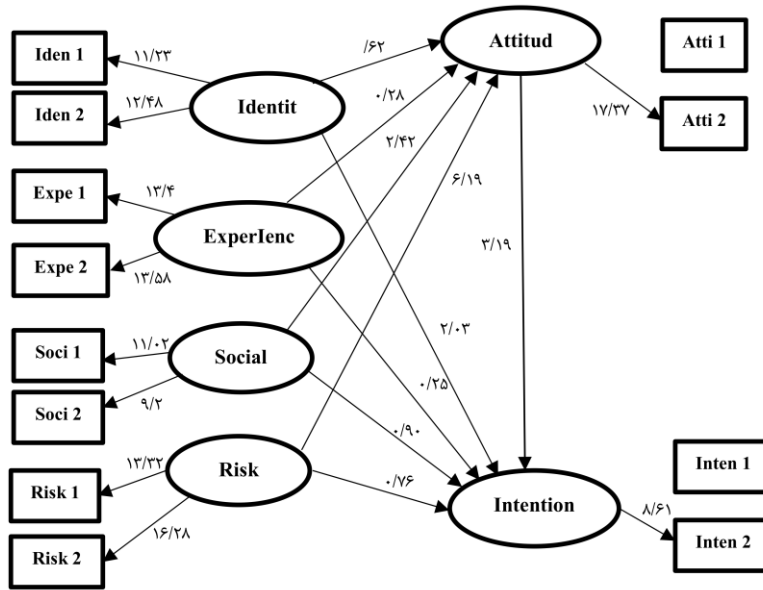 Iden 1
۱۱/۲۳
Iden 2
۱۲/۴۸
Identit
/۶۲
Attitud
Atti 1
Atti 2
۱۷/۳۷
۰/۲۸
۲/۴۲
۶/۱۹
۳/۱۹
Expe 1
۱۳/۴
Expe 2
۱۳/۵۸
ExperIenc
۲/۰۳
۰/۲۵
Soci 1
۱۱/۰۲
Soci 2
۹/۲
Social
۰/۹۰
Risk 1
۱۳/۳۲
Risk 2
۱۶/۲۸
Risk
۰/۷۶
Intention
Inten 1
Inten 2
۸/۶۱